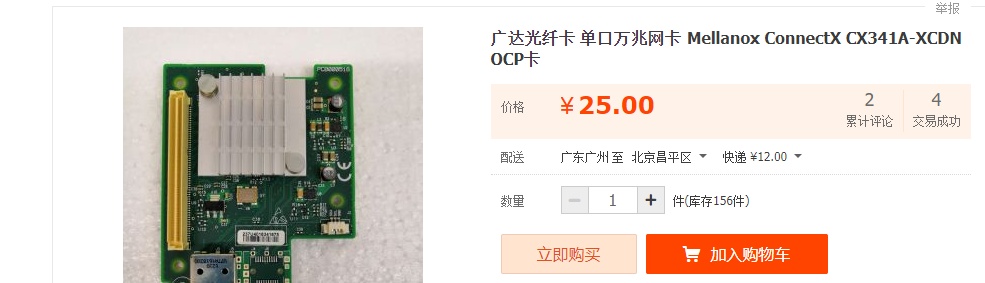 举报
广达光纤卡 单口万兆网卡 Mellanox ConnectX CX341A-XCDN
OCP卡
价格
¥25.00
2
累计评论
4
交易成功
配送
广东广州 至 北京昌平区
快递 ¥12.00
数量
1
件(库存156件)
立即购买
加入购物车
CE